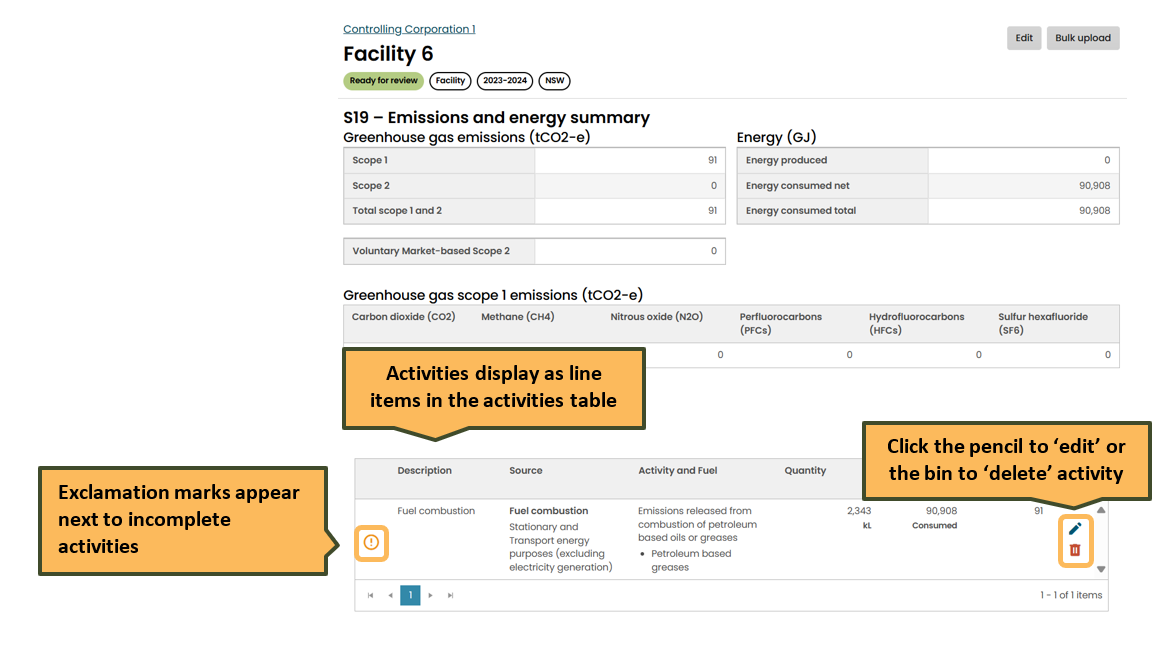 Controlling Corporation 1
Edit
Bulk upload
Facility 6
Ready for review
Facility
2023-2024
NSW
S19 – Emissions and energy summary
Greenhouse gas emissions (tCO2-e)
Scope 1 91
Scope 2 0
Total scope 1 and 2 91
Voluntary Market-based Scope 2 0
Energy (GJ)
Energy produced 0
Energy consumed net 90,908
Energy consumed total 90,908
Greenhouse gas scope 1 emissions (tCO2-e)
Carbon dioxide (CO2)
Methane (CH4)
Nitrous oxide (N2O)
Perfluorocarbons
(PFCs)
Hydrofluorocarbons
(HFCs)
Sulfur hexafluoride
(SF6)
0 0 0 0
Activities display as line
items in the activities table
Click the pencil to ‘edit’ or
the bin to ‘delete’ activity
Exclamation marks appear
next to incomplete
activities
Description
Source
Activity and Fuel
Quantity
Fuel combustion
Fuel combustion
Stationary and
Transport energy
purposes (excluding
electricity generation)
Emissions released from
combustion of petroleum
based oils or greases
• Petroleum based
greases
2,343
kL
90,908
Consumed
91
1
1 - 1 of 1 items